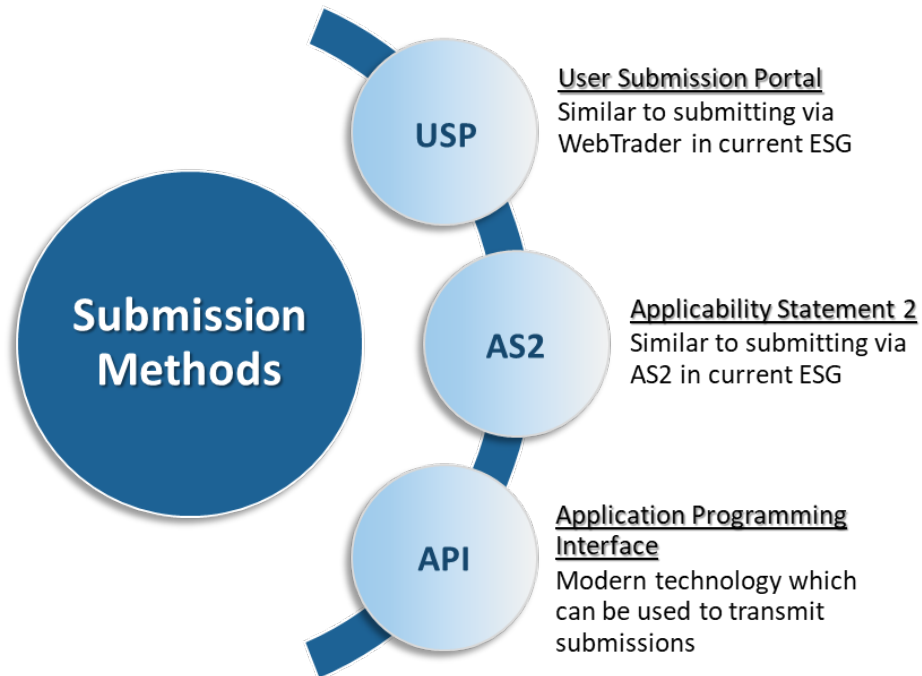 Submission
Methods
USP
User Submission Portal
Similar to submitting via
WebTrader in current ESG
AS2
Applicability Statement 2
Similar to submitting via
AS2 in current ESG
API
Application Programming
Interface
Modern technology which
can be used to transmit
submissions